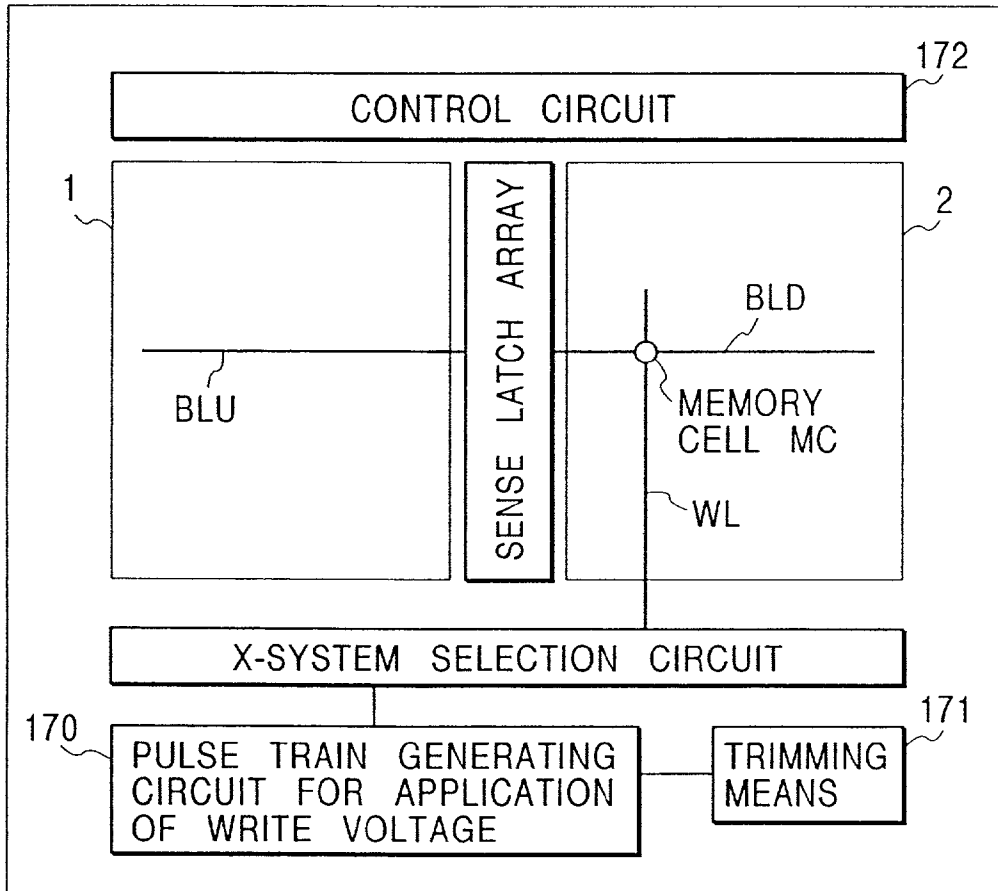 172
CONTROL CIRCUIT
1
SENSE LATCH ARRAY
2
BLU
BLD
MEMORY
CELL MC
WL
X-SYSTEM SELECTION CIRCUIT
170
PULSE TRAIN GENERATING
CIRCUIT FOR APPLICATION
OF WRITE VOLTAGE
171
TRIMMING
MEANS